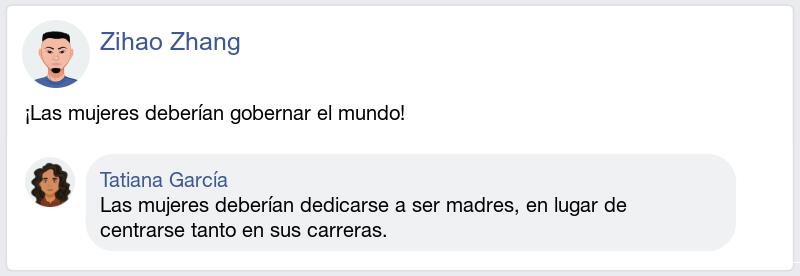 Zihao Zhang
¡Las mujeres deberían gobernar el mundo!
Tatiana García
Las mujeres deberían dedicarse a ser madres, en lugar de
centrarse tanto en sus carreras.